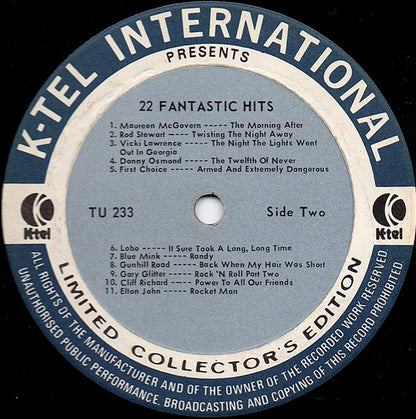 K-TEL INTERNATIONAL
PRESENTS
22 FANTASTIC HITS
1. Maureen McGovern ----- The Morning After
2. Rod Stewart ----- Twisting The Night Away
3. Vicki Lawrence ----- The Night The Lights Went
Out In Georgia
4. Donny Osmond ----- The Twelfth Of Never
5. First Choice ----- Armed And Extremely Dangerous
TU 233
Side Two
K-tel
K-tel
6. Lobo ----- It Sure Took A Long, Long Time
7. Blue Mink ----- Randy
8. Gunhill Road ----- Back When My Hair Was Short
9. Gary Glitter ----- Rock 'N Roll Part Two
10. Cliff Richard ----- Power To All Our Friends
11. Elton John ----- Rocket Man
LIMITED COLLECTOR'S EDITION
ALL RIGHTS OF THE MANUFACTURER AND OF THE OWNER OF THE RECORDED WORK RESERVED
UNAUTHORISED PUBLIC PERFORMANCE, BROADCASTING AND COPYING OF THIS RECORD PROHIBITED.